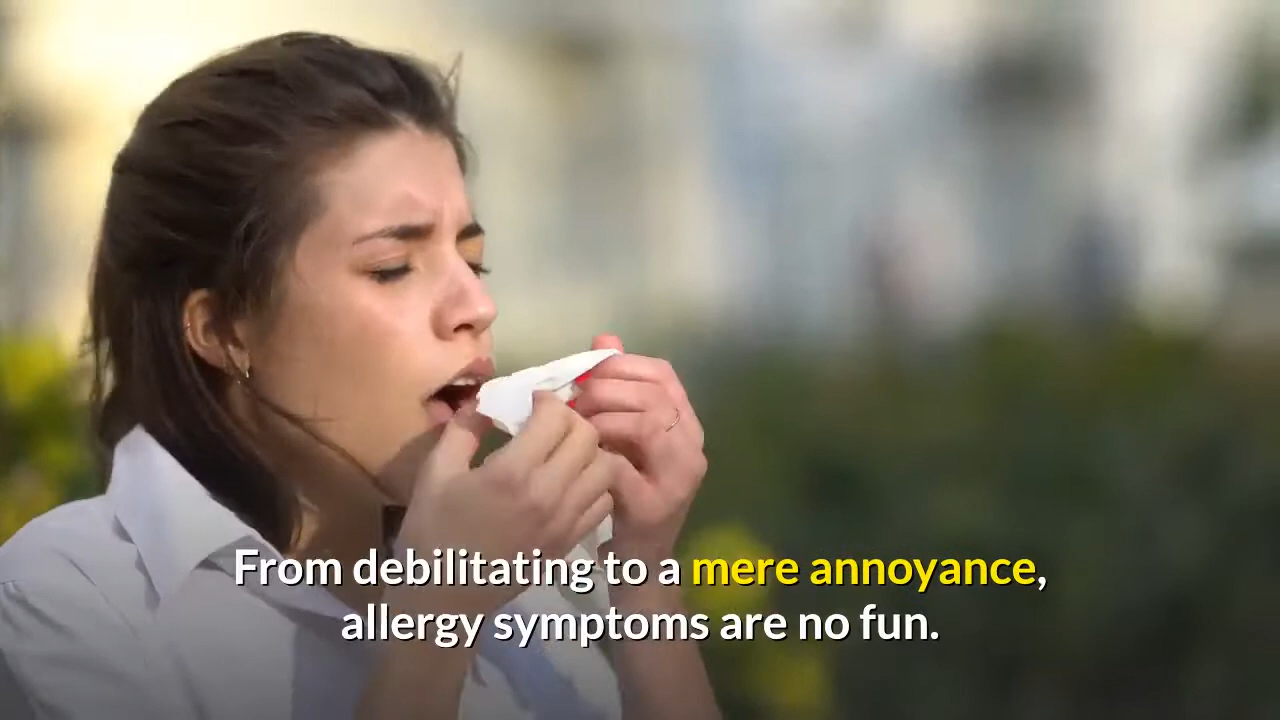 From debilitating to a mere annoyance,
allergy symptoms are no fun.